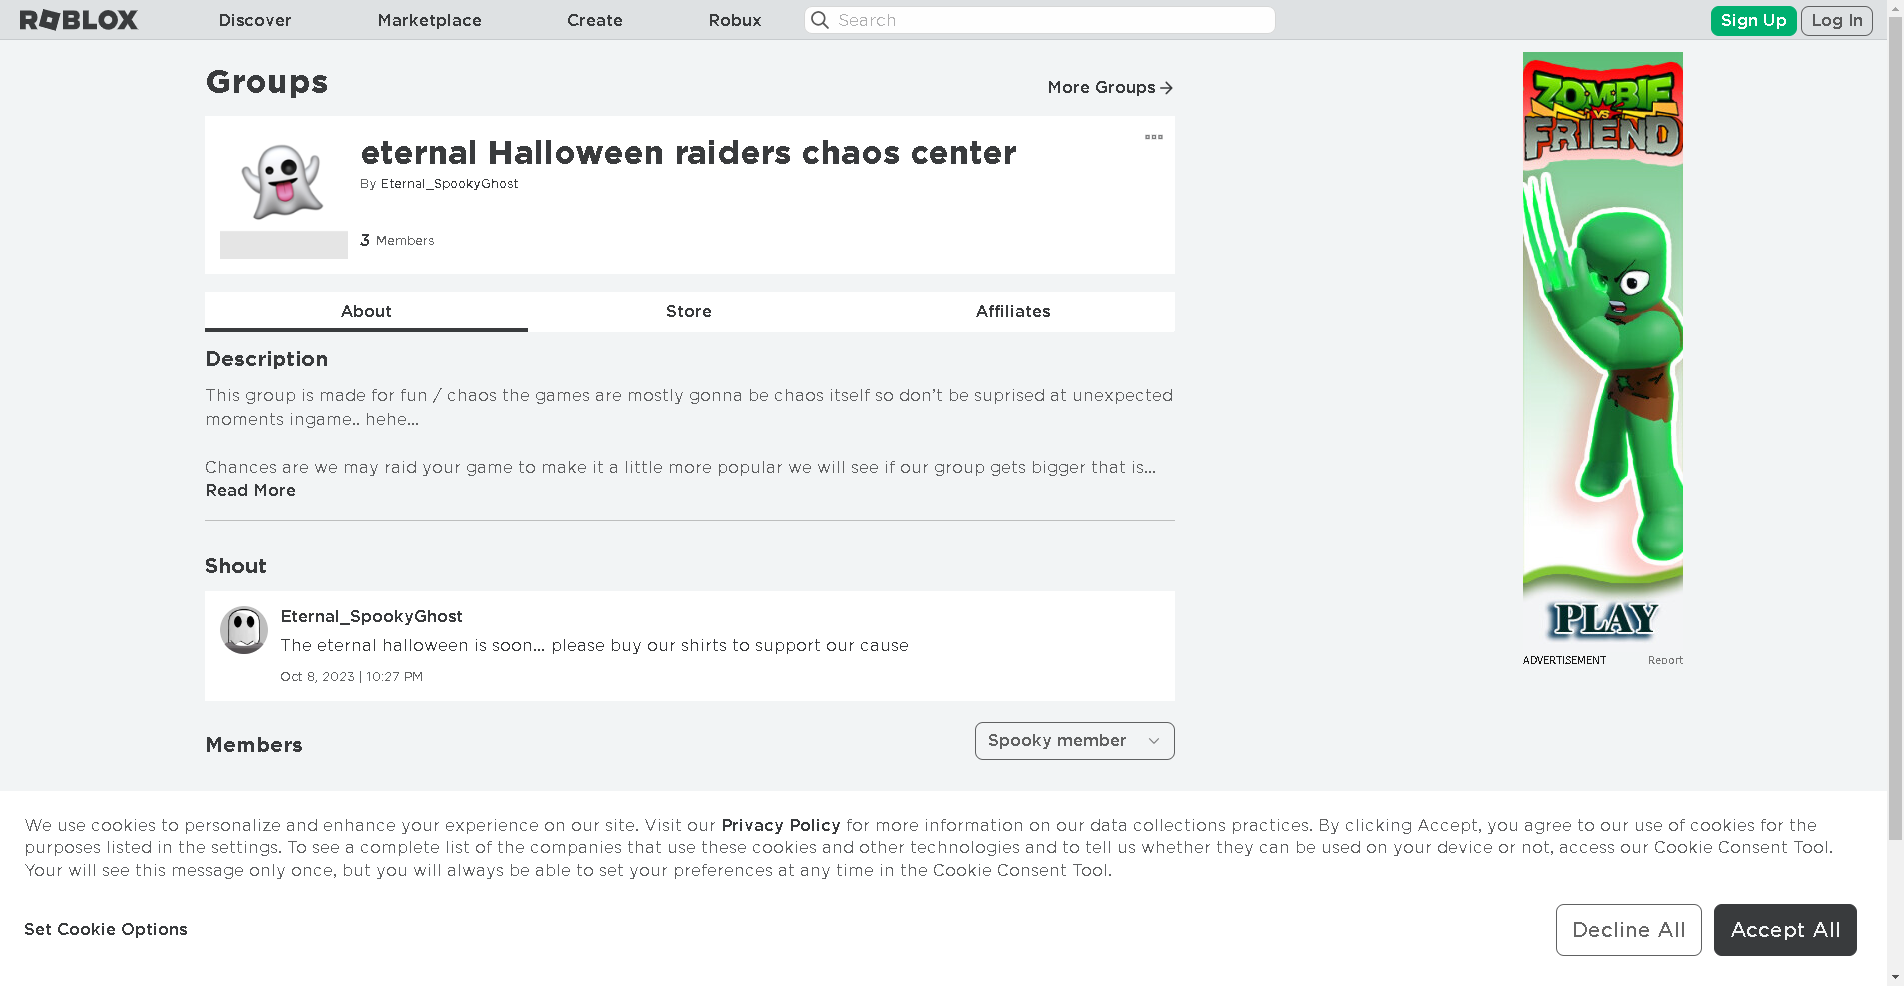 ROBLOX Discover Marketplace Create Robux Search Sign Up Log In
Groups
More Groups
eternal Halloween raiders chaos center
By Eternal_SpookyGhost
3 Members
About Store Affiliates
Description
This group is made for fun / chaos the games are mostly gonna be chaos itself so don't be suprised at unexpected
moments ingame.. hehe...
Chances are we may raid your game to make it a little more popular we will see if our group gets bigger that is...
Read More
Shout
Eternal_SpookyGhost
The eternal halloween is soon... please buy our shirts to support our cause
Oct 8, 2023 | 10:27 PM
Members
Spooky member
ZOMBIE
VS
FRIEND
PLAY
ADVERTISEMENT Report
We use cookies to personalize and enhance your experience on our site. Visit our Privacy Policy for more information on our data collections practices. By clicking Accept, you agree to our use of cookies for the
purposes listed in the settings. To see a complete list of the companies that use these cookies and other technologies and to tell us whether they can be used on your device or not, access our Cookie Consent Tool.
Your will see this message only once, but you will always be able to set your preferences at any time in the Cookie Consent Tool.
Set Cookie Options
Decline All
Accept All